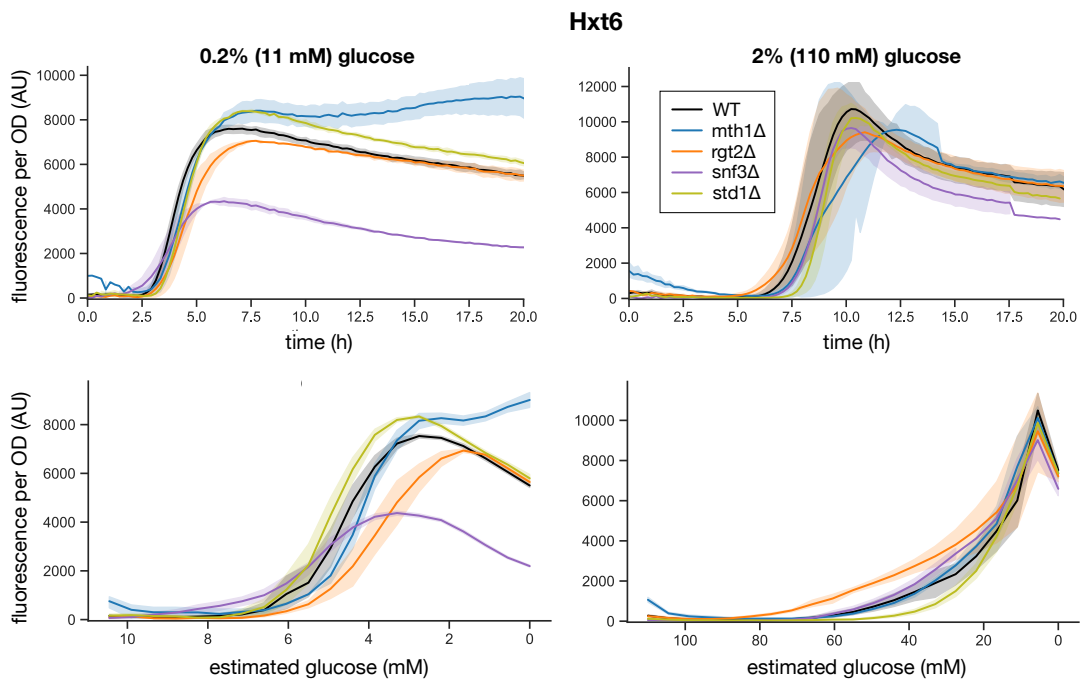 Hxt6
0.2% (11 mM) glucose
2% (110 mM) glucose
fluorescence per OD (AU)
10000
8000
6000
4000
2000
0
0.0 2.5 5.0 7.5 10.0 12.5 15.0 17.5 20.0
time (h)
12000
10000
8000
6000
4000
2000
0
WT
mth1Δ
rgt2Δ
snf3Δ
std1Δ
0.0 2.5 5.0 7.5 10.0 12.5 15.0 17.5 20.0
time (h)
fluorescence per OD (AU)
8000
6000
4000
2000
0
10 8 6 4 2 0
estimated glucose (mM)
10000
8000
6000
4000
2000
0
100 80 60 40 20 0
estimated glucose (mM)